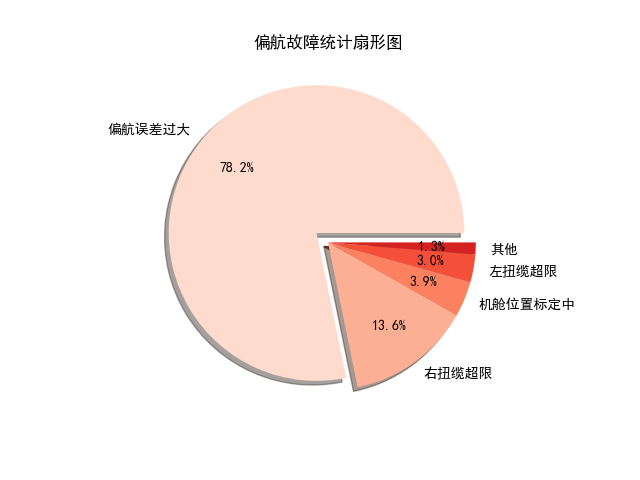 偏航故障统计扇形图
偏航误差过大
78.2%
1.3%
其他
3.0%
左扭缆超限
3.9%
机舱位置标定中
13.6%
右扭缆超限